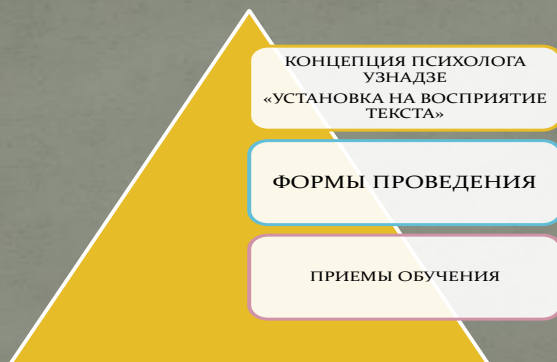 КОНЦЕПЦИЯ ПСИХОЛОГА
УЗНАДЗЕ
«УСТАНОВКА НА ВОСПРИЯТИЕ
ТЕКСТА»
ФОРМЫ ПРОВЕДЕНИЯ
ПРИЕМЫ ОБУЧЕНИЯ